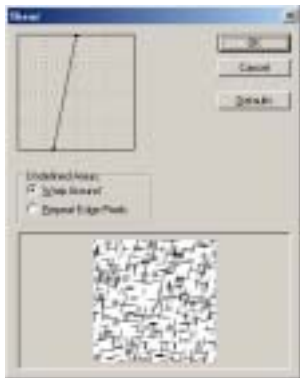 Shear
OK
Cancel
Defaults
Undefined Areas:
Wrap Around
Repeat Edge Pixels